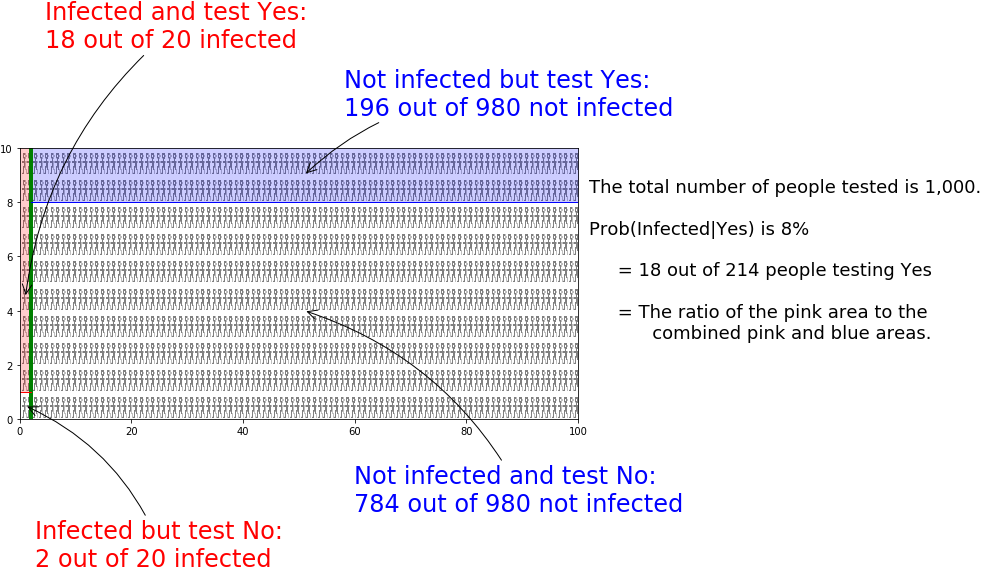 Infected and test Yes:
18 out of 20 infected
Not infected but test Yes:
196 out of 980 not infected
10
8
6
4
2
0
0 20 40 60 80 100
The total number of people tested is 1,000.
Prob(Infected|Yes) is 8%
= 18 out of 214 people testing Yes
= The ratio of the pink area to the
combined pink and blue areas.
Not infected and test No:
784 out of 980 not infected
Infected but test No:
2 out of 20 infected